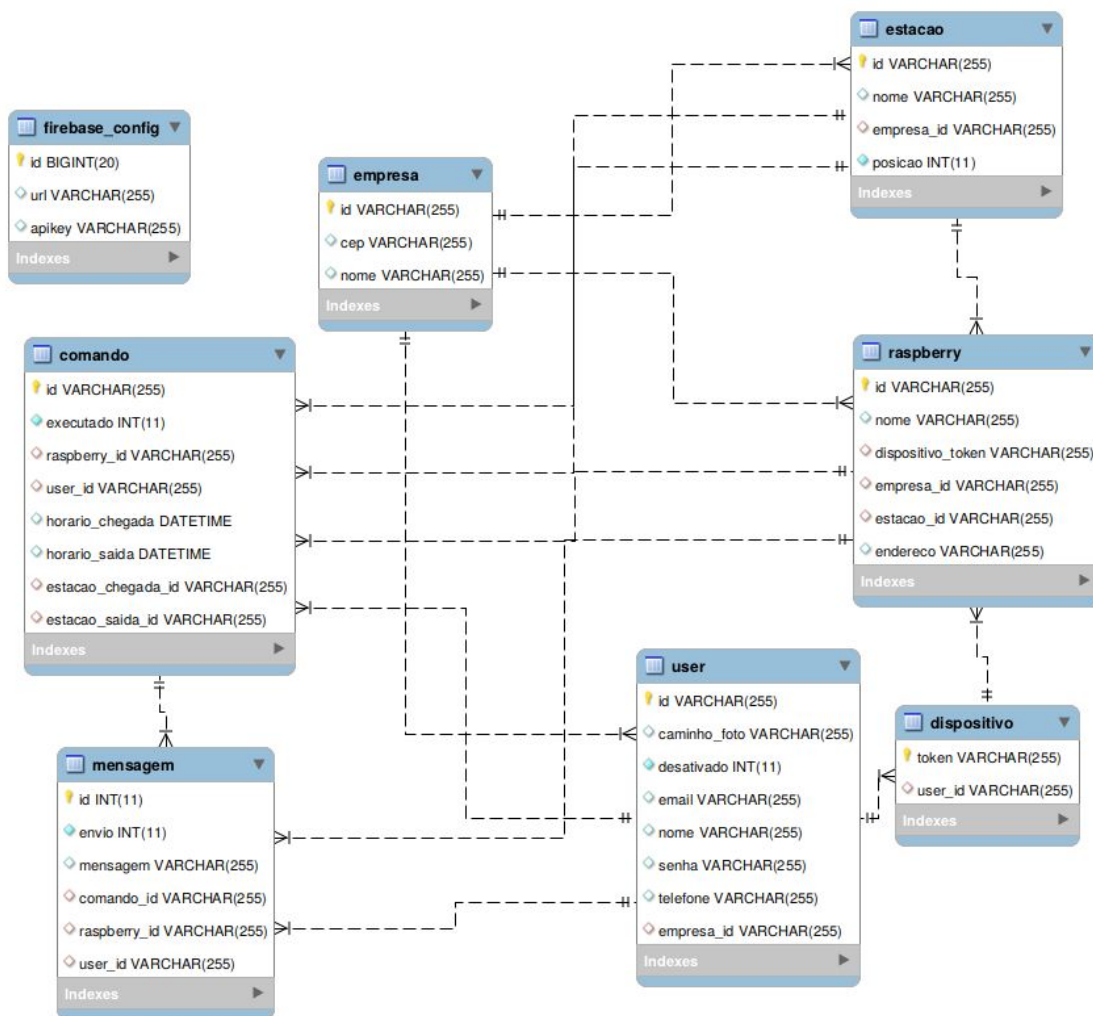 estacao
id VARCHAR(255)
nome VARCHAR(255)
empresa_id VARCHAR(255)
posicao INT(11)
Indexes
firebase_config
id BIGINT(20)
url VARCHAR(255)
apikey VARCHAR(255)
Indexes
empresa
id VARCHAR(255)
cep VARCHAR(255)
nome VARCHAR(255)
Indexes
comando
id VARCHAR(255)
executado INT(11)
raspberry_id VARCHAR(255)
user_id VARCHAR(255)
horario_chegada DATETIME
horario_saida DATETIME
estacao_chegada_id VARCHAR(255)
estacao_saida_id VARCHAR(255)
Indexes
raspberry
id VARCHAR(255)
nome VARCHAR(255)
dispositivo_token VARCHAR(255)
empresa_id VARCHAR(255)
estacao_id VARCHAR(255)
endereco VARCHAR(255)
Indexes
user
id VARCHAR(255)
caminho_foto VARCHAR(255)
desativado INT(11)
email VARCHAR(255)
nome VARCHAR(255)
senha VARCHAR(255)
telefone VARCHAR(255)
empresa_id VARCHAR(255)
Indexes
dispositivo
token VARCHAR(255)
user_id VARCHAR(255)
Indexes
mensagem
id INT(11)
envio INT(11)
mensagem VARCHAR(255)
comando_id VARCHAR(255)
raspberry_id VARCHAR(255)
user_id VARCHAR(255)
Indexes